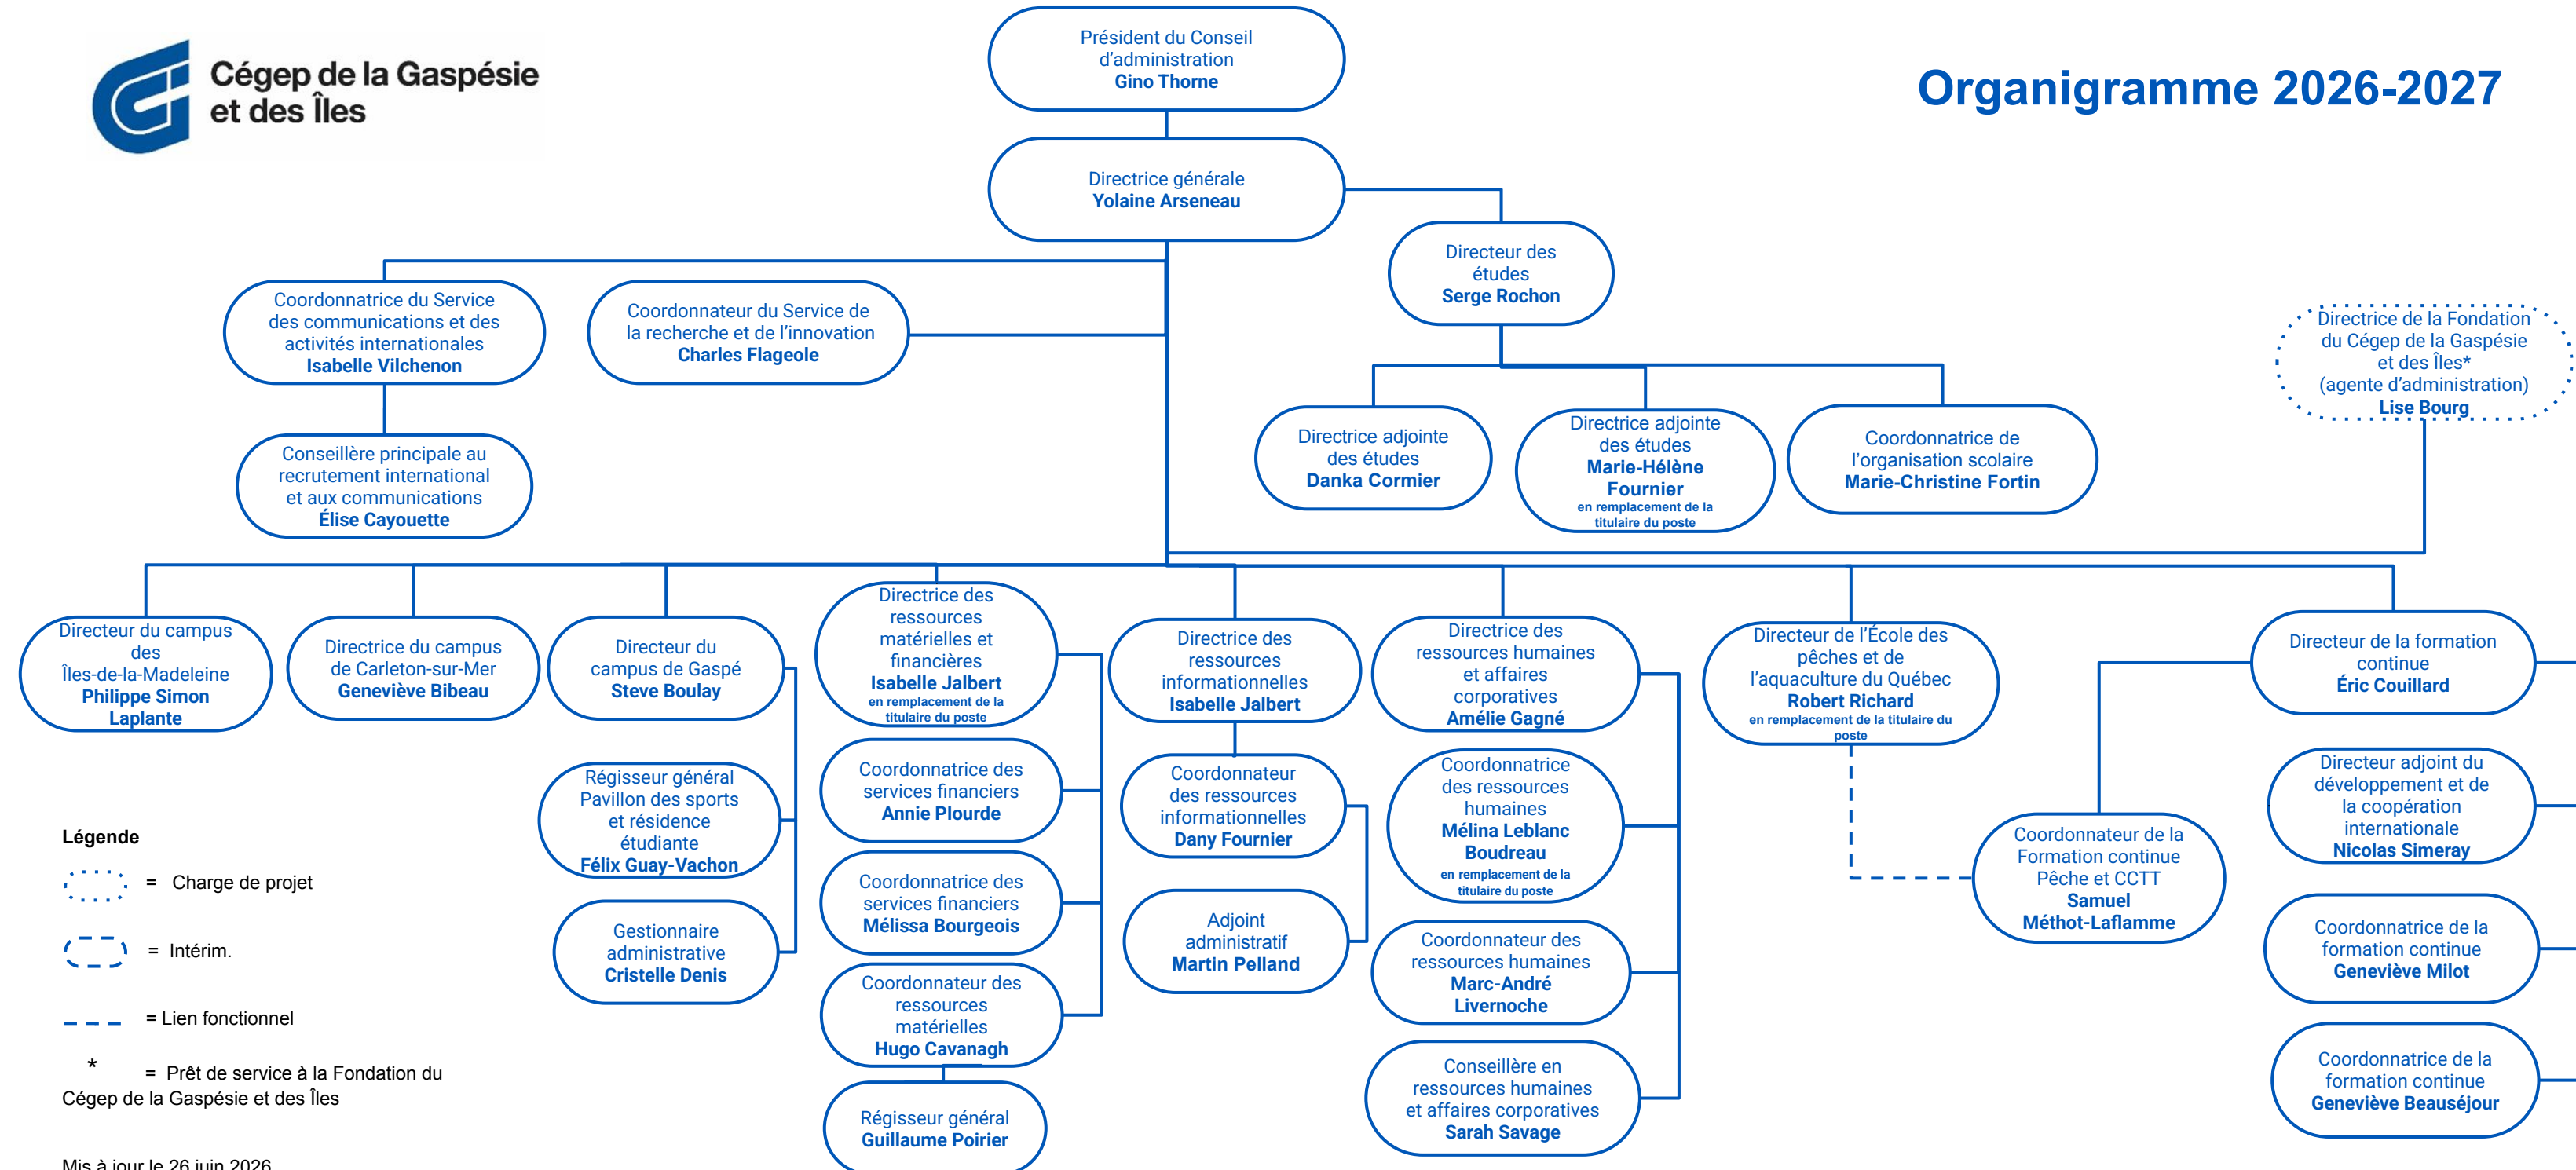 Cégep de la Gaspésie
et des Îles
Organigramme 2026-2027
Président du Conseil
d'administration
Gino Thorne
Directrice générale
Yolaine Arseneau
Directeur des
études
Serge Rochon
Coordonnatrice du Service
des communications et des
activités internationales
Isabelle Vilchenon
Coordonnateur du Service de
la recherche et de l'innovation
Charles Flageole
Directrice de la Fondation
du Cégep de la Gaspésie
et des Îles*
(agente d'administration)
Lise Bourg
Conseillère principale au
recrutement international
et aux communications
Élise Cayouette
Directrice adjointe
des études
Danka Cormier
Directrice adjointe
des études
Marie-Hélène
Fournier
en remplacement de la
titulaire du poste
Coordonnatrice de
l'organisation scolaire
Marie-Christine Fortin
Directeur du campus
des
Îles-de-la-Madeleine
Philippe Simon
Laplante
Directrice du campus
de Carleton-sur-Mer
Geneviève Bibeau
Directeur du
campus de Gaspé
Steve Boulay
Directrice des
ressources
matérielles et
financières
Isabelle Jalbert
en remplacement de la
titulaire du poste
Directrice des
ressources
informationnelles
Isabelle Jalbert
Directrice des
ressources humaines
et affaires
corporatives
Amélie Gagné
Directeur de l'École des
pêches et de
l'aquaculture du Québec
Robert Richard
en remplacement de la titulaire du
poste
Directeur de la formation
continue
Éric Couillard
Régisseur général
Pavillon des sports
et résidence
étudiante
Félix Guay-Vachon
Gestionnaire
administrative
Cristelle Denis
Coordonnatrice des
services financiers
Annie Plourde
Coordonnatrice des
services financiers
Mélissa Bourgeois
Coordonnateur des
ressources
matérielles
Hugo Cavanagh
Régisseur général
Guillaume Poirier
Coordonnateur
des ressources
informationnelles
Dany Fournier
Adjoint
administratif
Martin Pelland
Coordonnatrice
des ressources
humaines
Mélina Leblanc
Boudreau
en remplacement de la
titulaire du poste
Coordonnateur des
ressources humaines
Marc-André
Livernoche
Conseillère en
ressources humaines
et affaires corporatives
Sarah Savage
Coordonnateur de la
Formation continue
Pêche et CCTT
Samuel
Méthot-Laflamme
Directeur adjoint du
développement et de
la coopération
internationale
Nicolas Simeray
Coordonnatrice de la
formation continue
Geneviève Milot
Coordonnatrice de la
formation continue
Geneviève Beauséjour
Légende
= Charge de projet
= Intérim.
= Lien fonctionnel
* = Prêt de service à la Fondation du
Cégep de la Gaspésie et des Îles
Mis à jour le 26 juin 2026